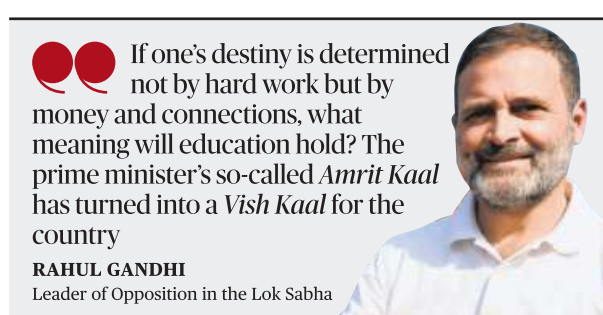 If one’s destiny is determined
not by hard work but by
money and connections, what
meaning will education hold? The
prime minister’s so-called Amrit Kaal
has turned into a Vish Kaal for the
country
RAHUL GANDHI
Leader of Opposition in the Lok Sabha